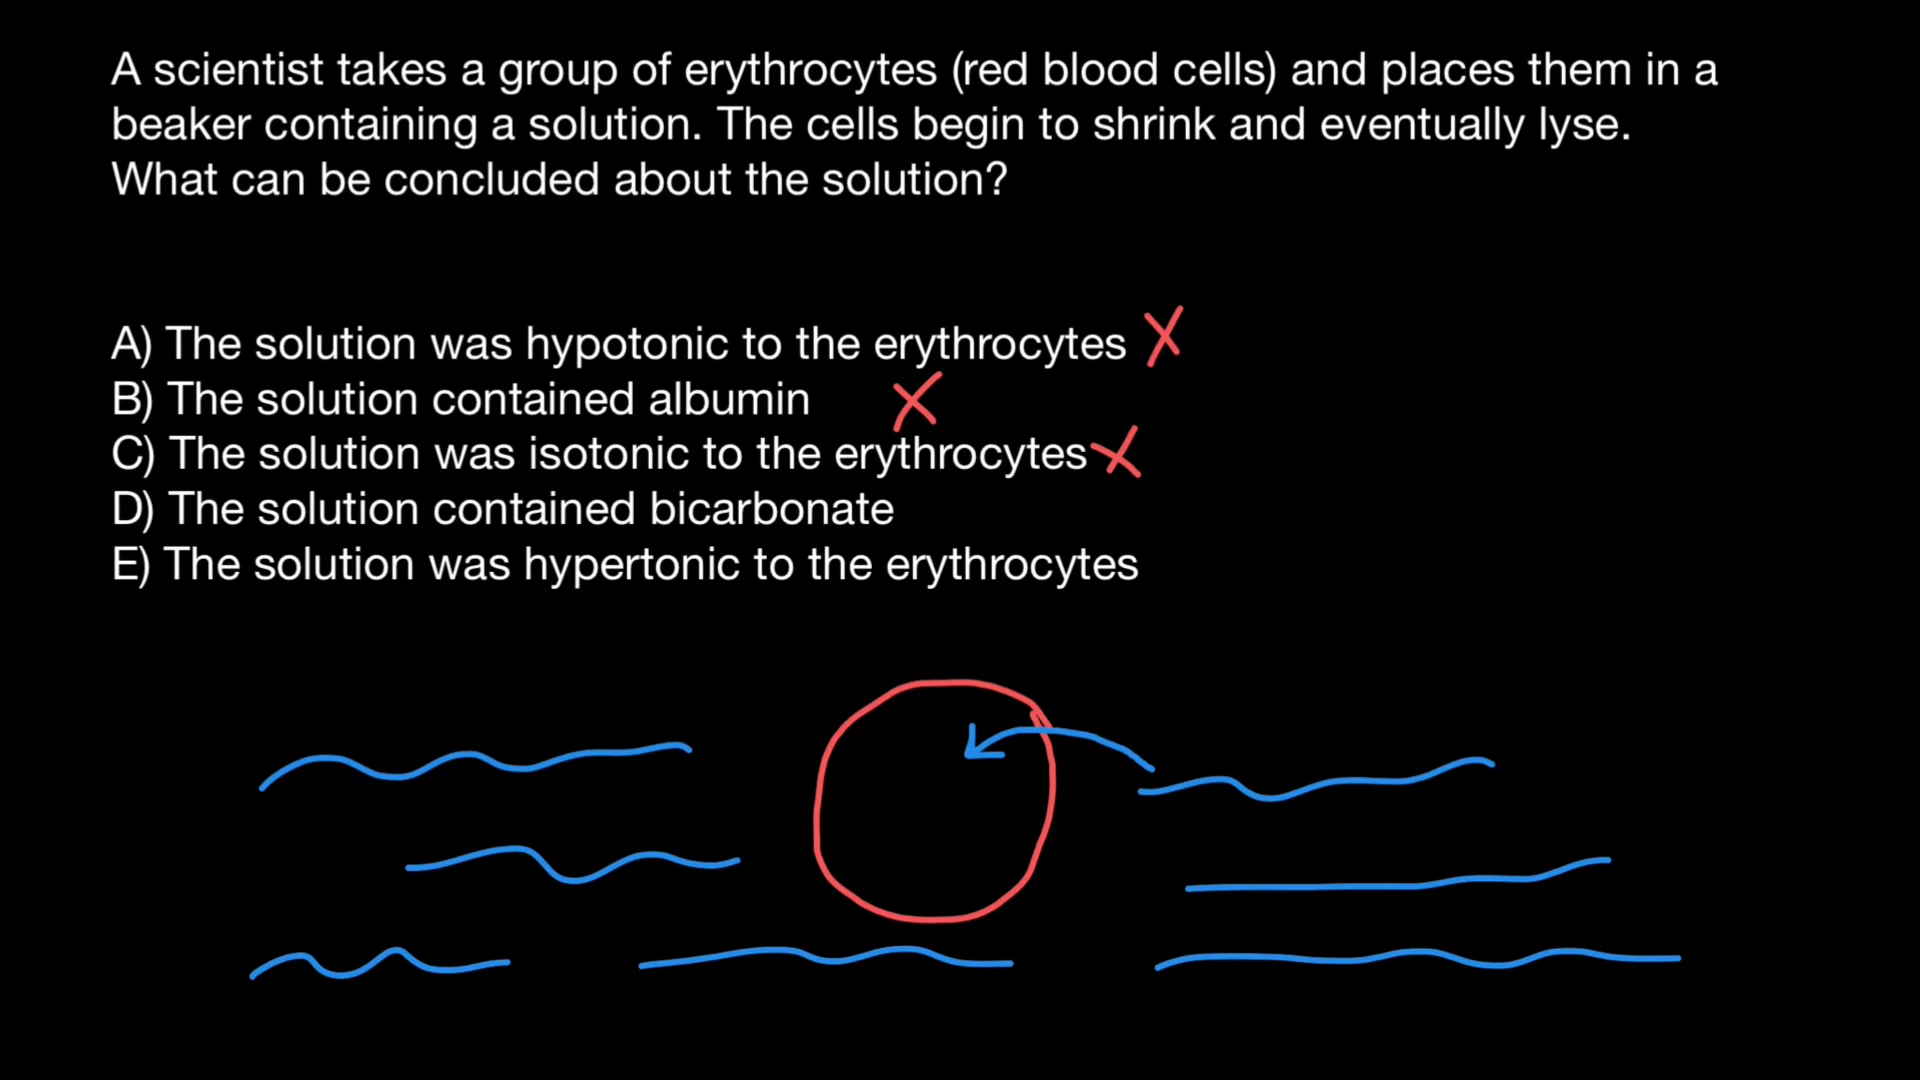 A scientist takes a group of erythrocytes (red blood cells) and places them in a
beaker containing a solution. The cells begin to shrink and eventually lyse.
What can be concluded about the solution?
A) The solution was hypotonic to the erythrocytes
B) The solution contained albumin
C) The solution was isotonic to the erythrocytes
D) The solution contained bicarbonate
E) The solution was hypertonic to the erythrocytes